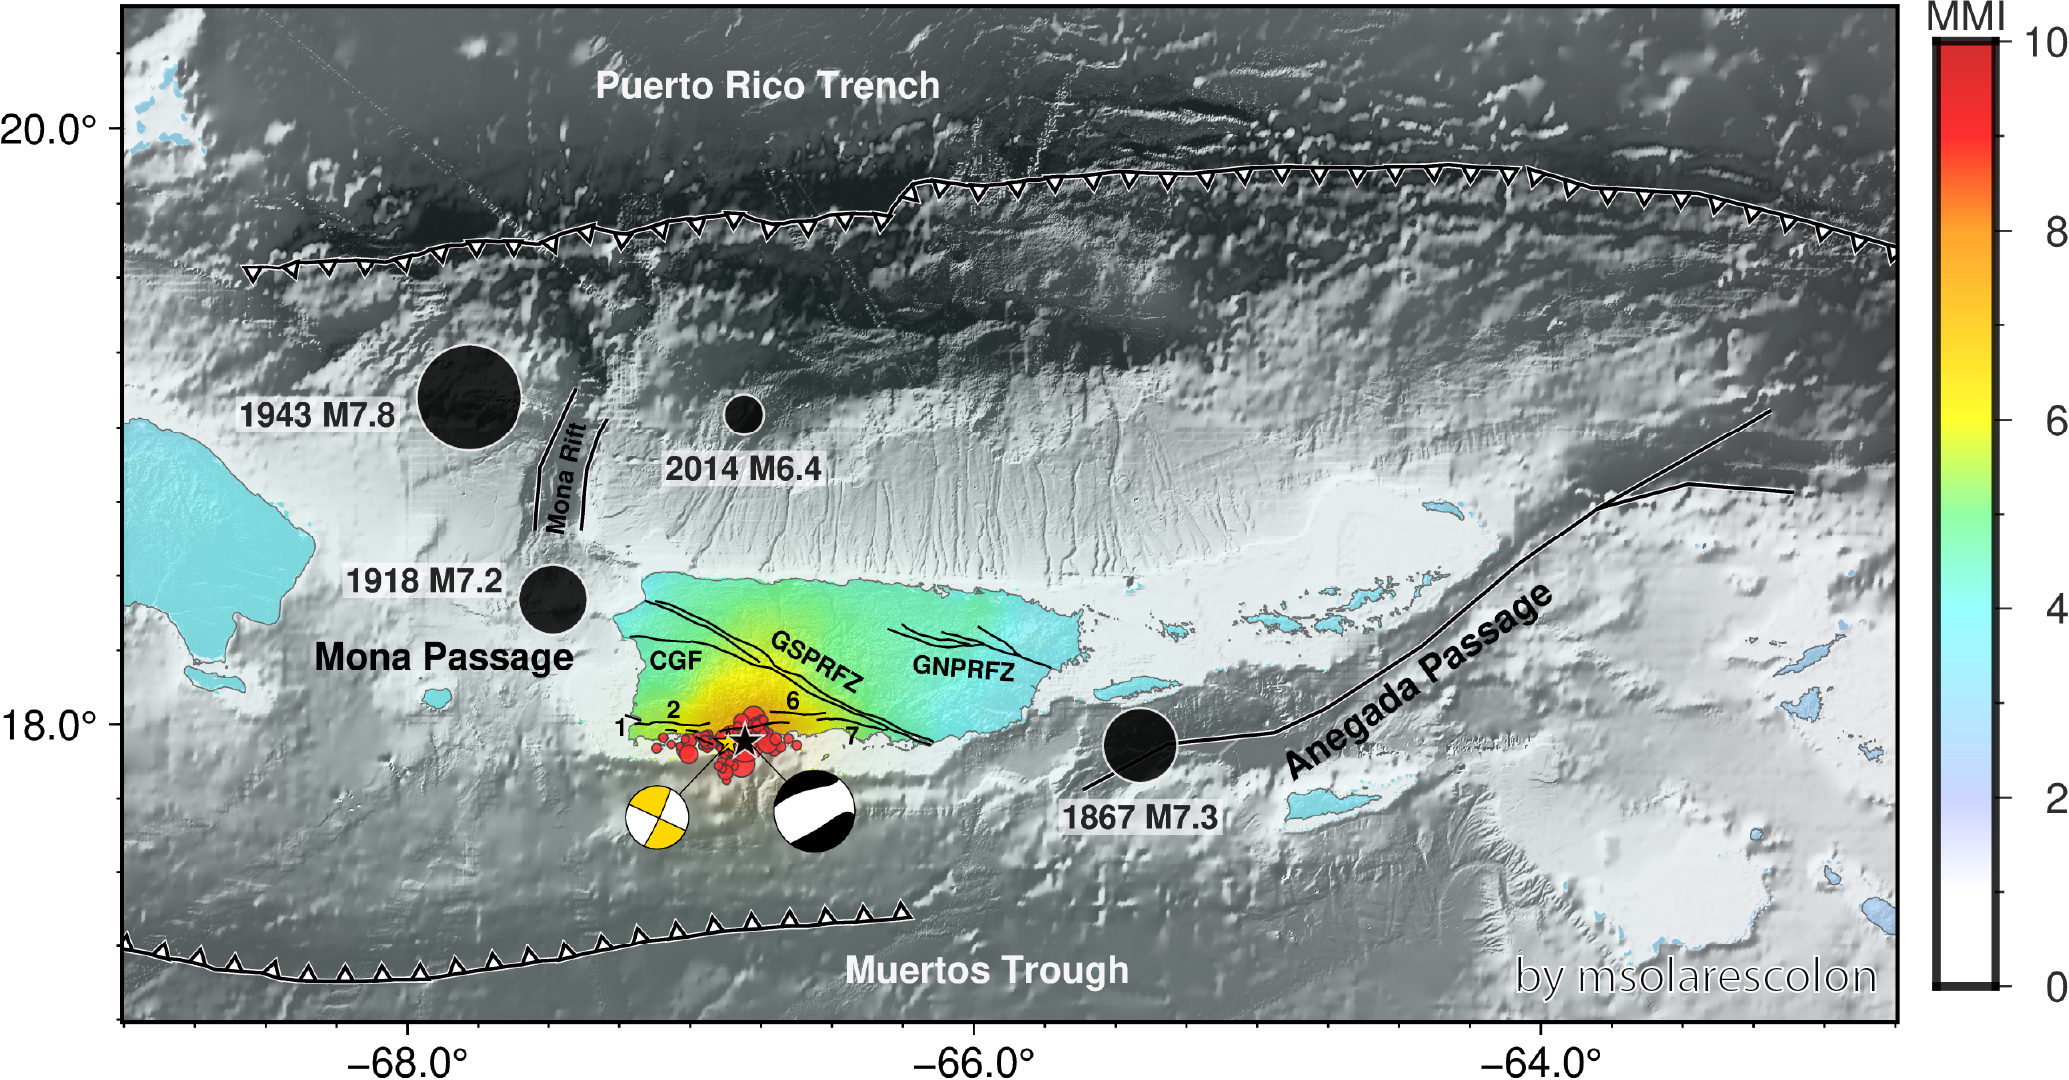 MMI
10
Puerto Rico Trench
20.0°
8
1943 M7.8
6
Mona Rift
2014 M6.4
1918 M7.2
4
Mona Passage
CGF
GSPRFZ
GNPRFZ
Anegada Passage
18.0°
1
2
6
7
2
1867 M7.3
Muertos Trough
by msolarescolon
0
−68.0°
−66.0°
−64.0°